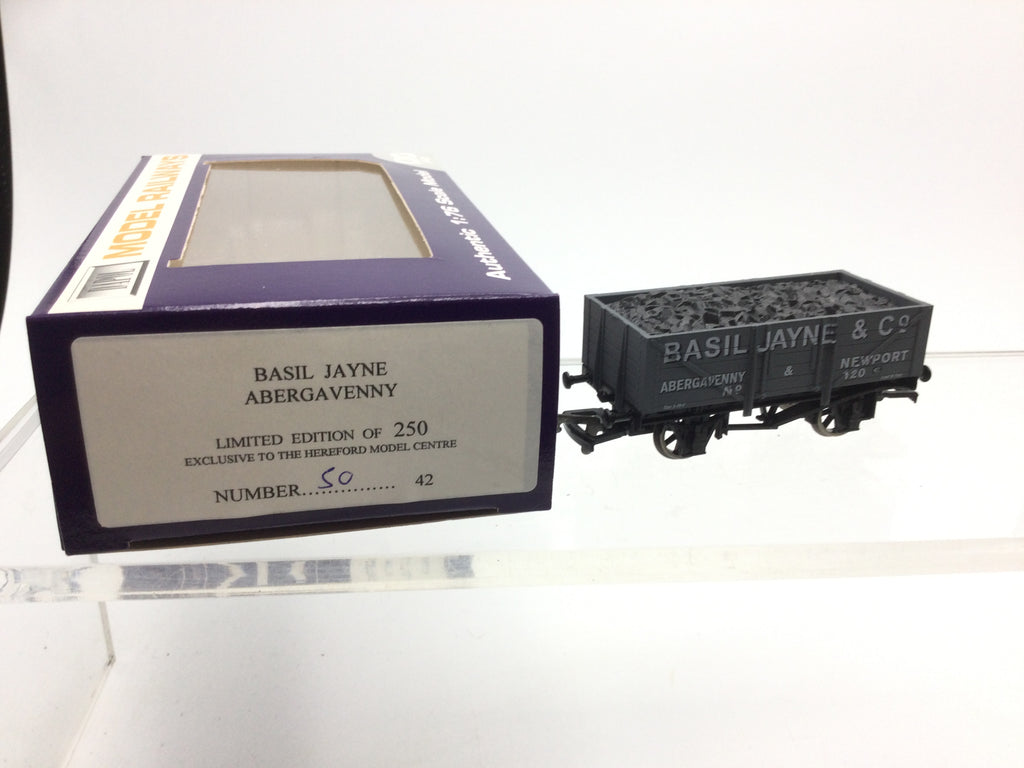 MODEL RAILWAYS
Authentic 1:76 Scale Model
BASIL JAYNE
ABERGAVENNY
LIMITED EDITION OF 250
EXCLUSIVE TO THE HEREFORD MODEL CENTRE
NUMBER...50............ 42
BASIL JAYNE & Co
ABERGAVENNY & NEWPORT
No 120